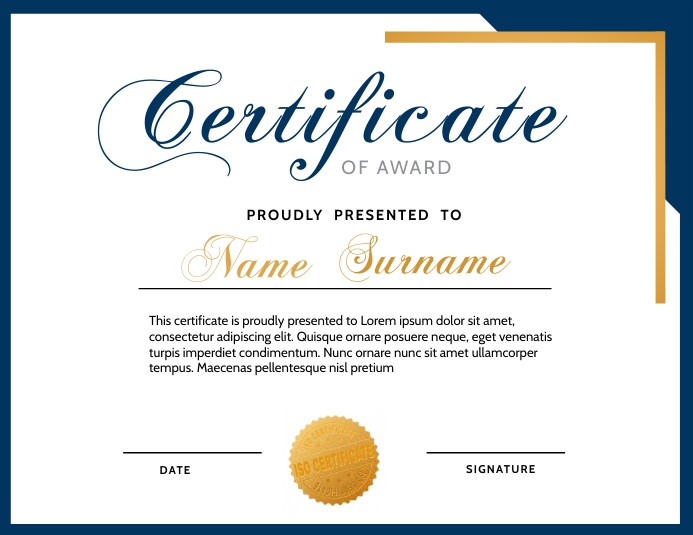 Certificate
OF AWARD
PROUDLY PRESENTED TO
Name Surname
This certificate is proudly presented to Lorem ipsum dolor sit amet,
consectetur adipiscing elit. Quisque ornare posuere neque, eget venenatis
turpis imperdiet condimentum. Nunc ornare nunc sit amet ullamcorper
tempus. Maecenas pellentesque nisl pretium
ISO CERTIFICATE
DATE
SIGNATURE